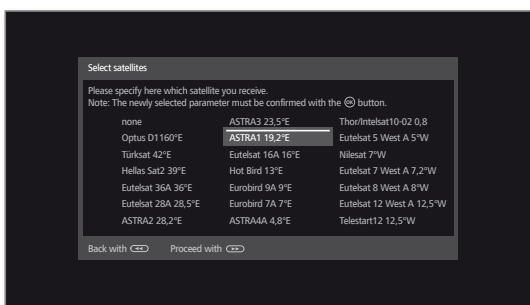 Select satellites
Please specify here which satellite you receive.
Note: The newly selected parameter must be confirmed with the OK button.
none ASTRA3 23,5°E Thor/Intelsat10-02 0,8
Optus D1160°E ASTRA1 19,2°E Eutelsat 5 West A 5°W
Türksat 42°E Eutelsat 16A 16°E Nilesat 7°W
Hellas Sat2 39°E Hot Bird 13°E Eutelsat 7 West A 7,2°W
Eutelsat 36A 36°E Eurobird 9A 9°E Eutelsat 8 West A 8°W
Eutelsat 28A 28,5°E Eurobird 7A 7°E Eutelsat 12 West A 12,5°W
ASTRA2 28,2°E ASTRA4A 4,8°E Telestart12 12,5°W
Back with Proceed with